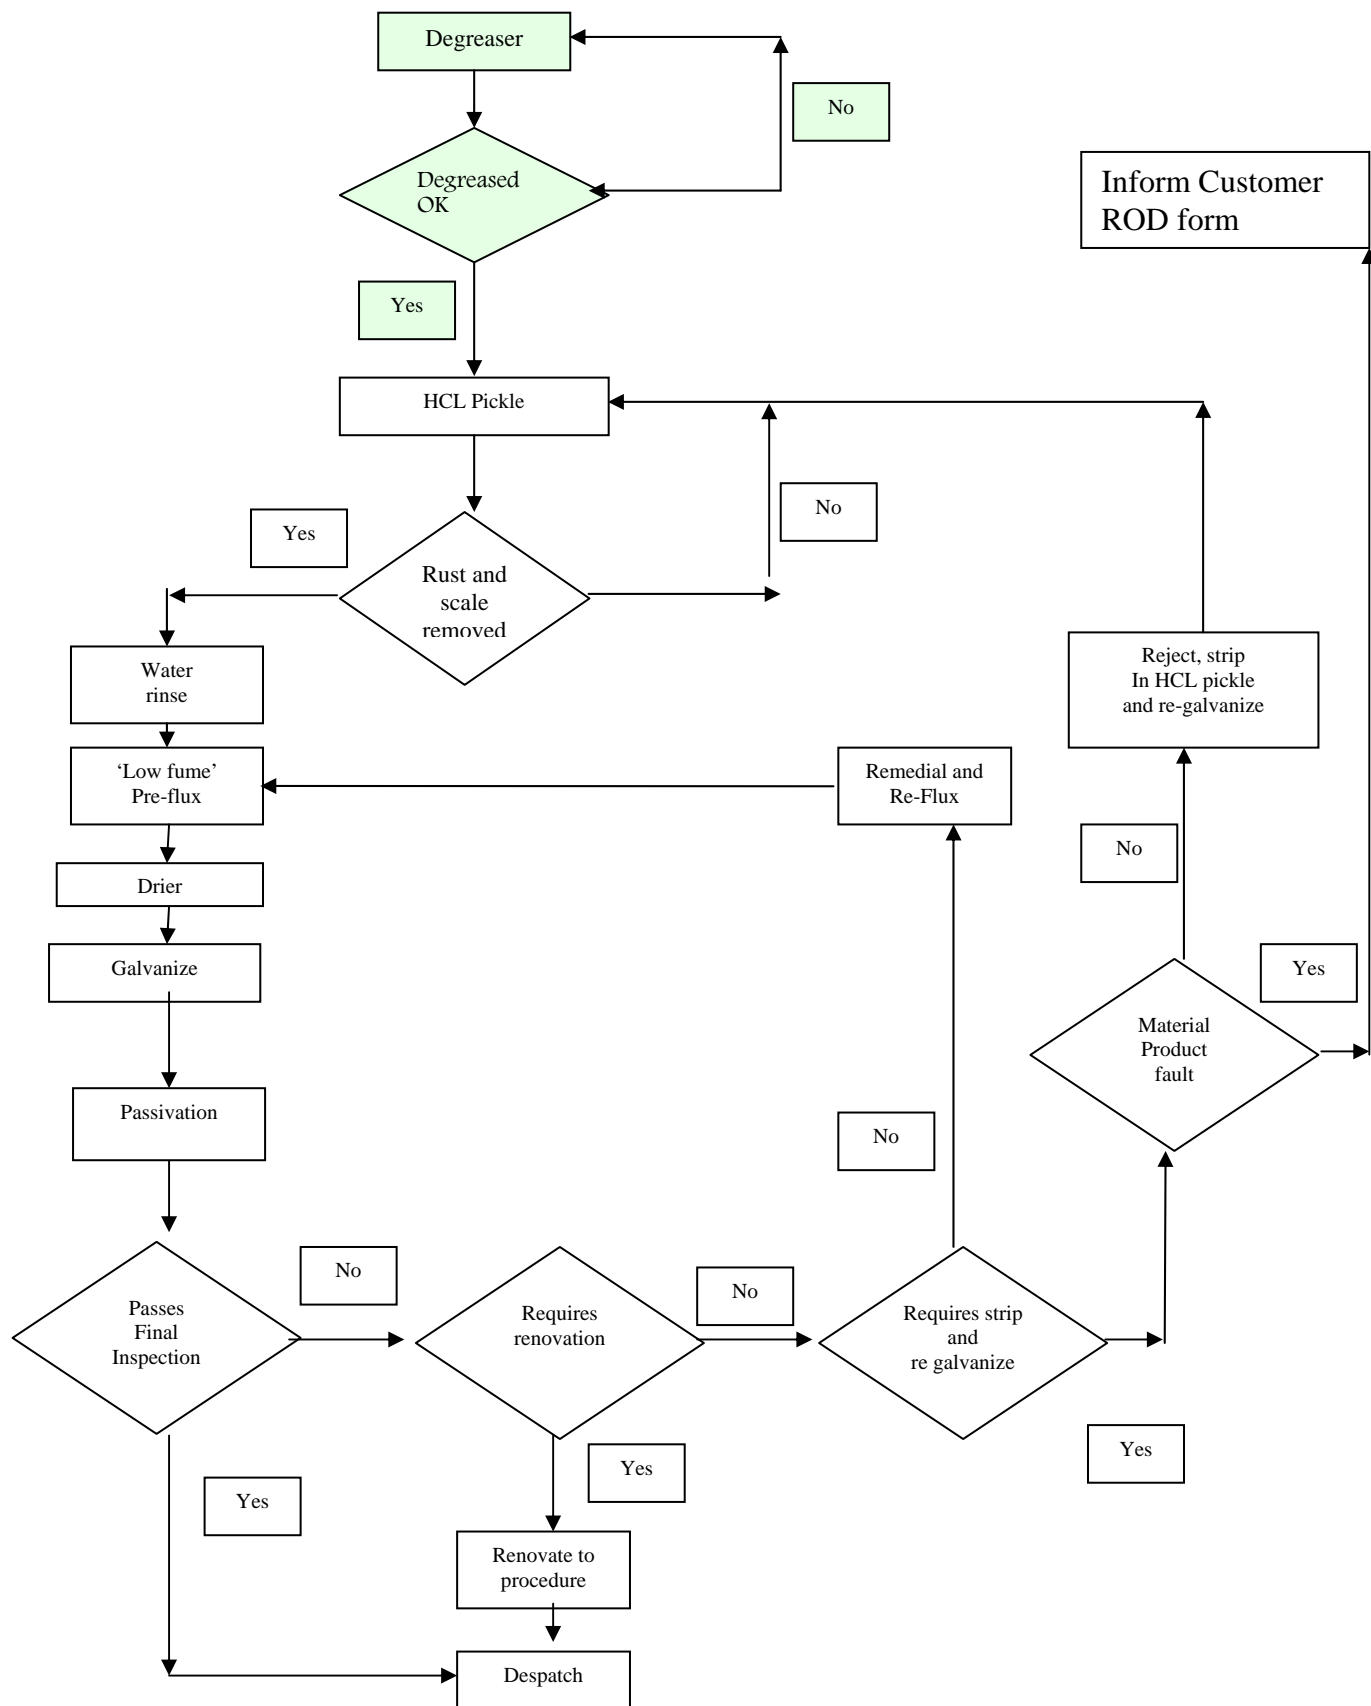 Degreaser
No
Degreased
OK
Inform Customer
ROD form
Yes
HCL Pickle
No
Yes
Rust and
scale
removed
Water
rinse
Reject, strip
In HCL pickle
and re-galvanize
‘Low fume’
Pre-flux
Remedial and
Re-Flux
No
Drier
Galvanize
Yes
Material
Product
fault
Passivation
No
No
Passes
Final
Inspection
Requires
renovation
No
Requires strip
and
re galvanize
Yes
Yes
Yes
Renovate to
procedure
Despatch